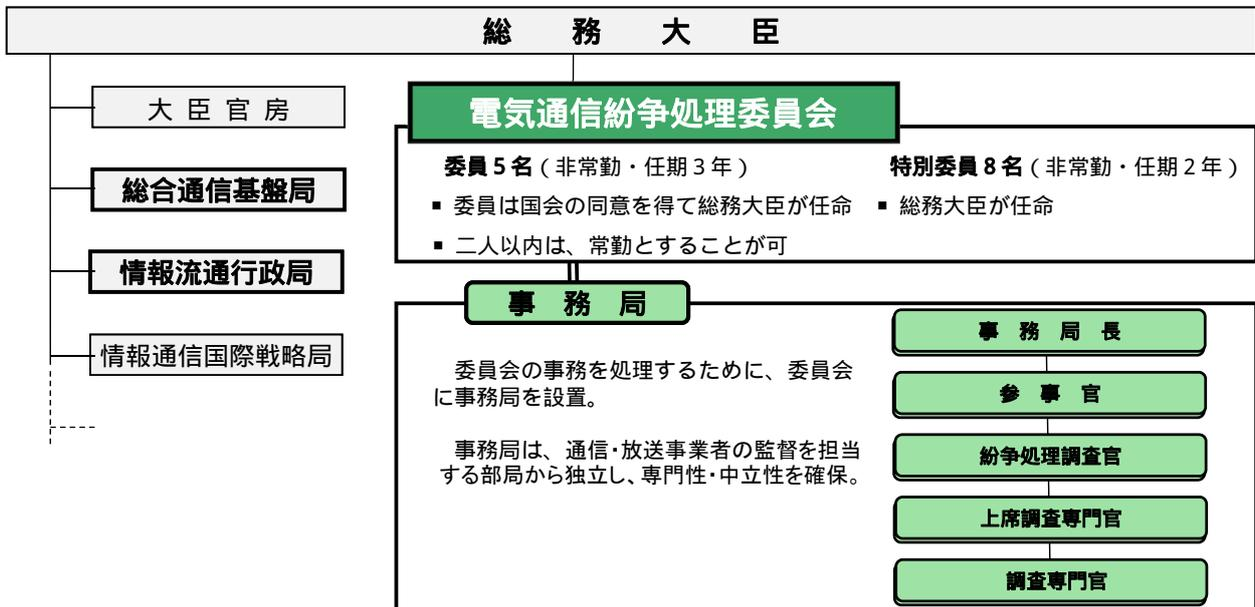 総務大臣
大臣官房
総合通信基盤局
情報流通行政局
情報通信国際戦略局
電気通信紛争処理委員会
委員5名（非常勤・任期3年）
▪ 委員は国会の同意を得て総務大臣が任命
▪ 二人以内は、常勤とすることが可
特別委員8名（非常勤・任期2年）
▪ 総務大臣が任命
事務局
委員会の事務を処理するために、委員会
に事務局を設置。
事務局は、通信・放送事業者の監督を担当
する部局から独立し、専門性・中立性を確保。
事務局長
参事官
紛争処理調査官
上席調査専門官
調査専門官